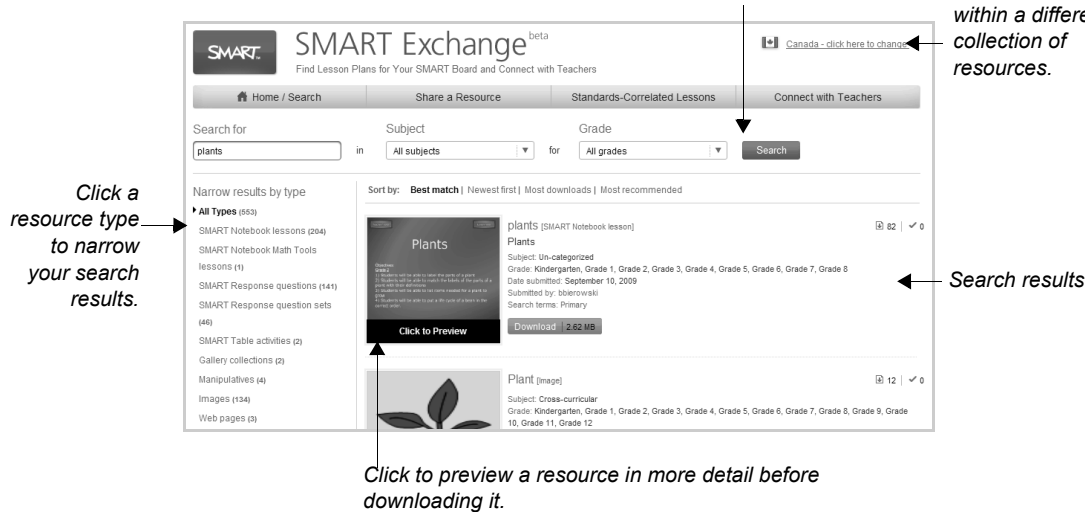 within a differe
collection of
resources.
SMART
SMART Exchange beta
Canada - click here to change
Find Lesson Plans for Your SMART Board and Connect with Teachers
Home / Search
Share a Resource
Standards-Correlated Lessons
Connect with Teachers
Search for
Subject
Grade
plants
in
All subjects
for
All grades
Search
Click a
resource type
to narrow
your search
results.
Narrow results by type
All Types (553)
SMART Notebook lessons (204)
SMART Notebook Math Tools
lessons (1)
SMART Response questions (141)
SMART Response question sets
(46)
SMART Table activities (2)
Gallery collections (2)
Manipulatives (4)
Images (134)
Web pages (3)
Sort by: Best match | Newest first | Most downloads | Most recommended
Plants
Objectives
Grade 2
Click to Preview
plants [SMART Notebook lesson]
82 | 0
Plants
Subject: Un-categorized
Grade: Kindergarten, Grade 1, Grade 2, Grade 3, Grade 4, Grade 5, Grade 6, Grade 7, Grade 8
Date submitted: September 10, 2009
Submitted by: bbierowski
Search terms: Primary
Download | 2.62 MB
Search results
Plant [Image]
12 | 0
Subject: Cross-curricular
Grade: Kindergarten, Grade 1, Grade 2, Grade 3, Grade 4, Grade 5, Grade 6, Grade 7, Grade 8, Grade 9, Grade
10, Grade 11, Grade 12
Click to preview a resource in more detail before
downloading it.